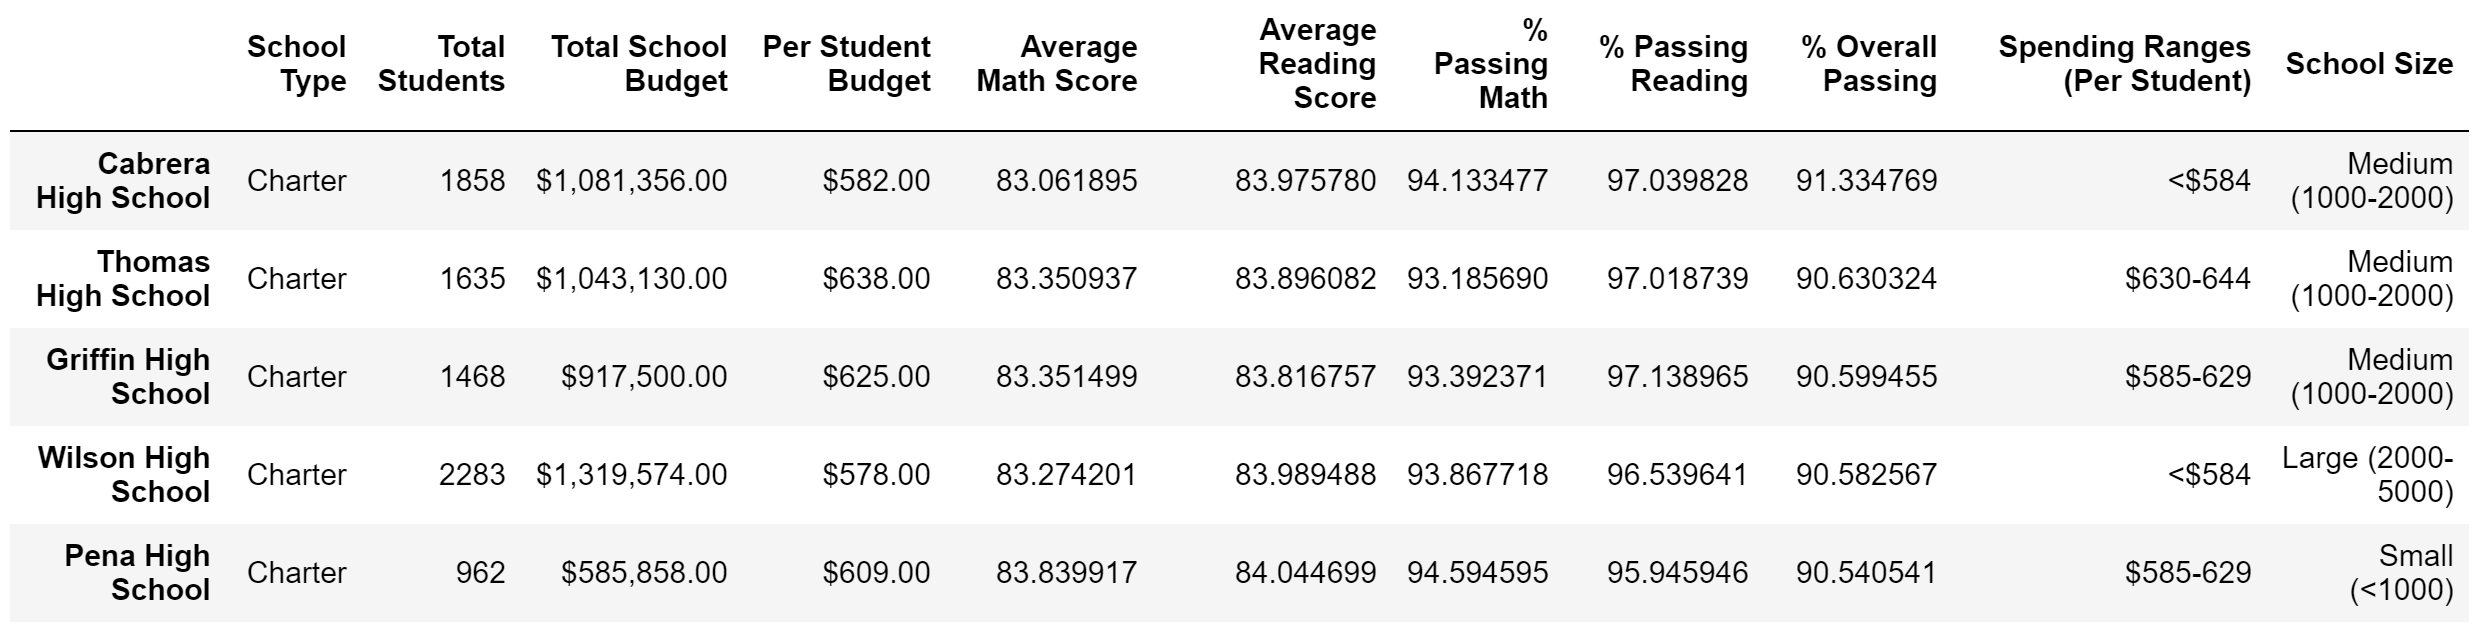 School Type Total Students Total School Budget Per Student Budget Average Math Score Average Reading Score % Passing Math % Passing Reading % Overall Passing Spending Ranges (Per Student) School Size
Cabrera High School Charter 1858 $1,081,356.00 $582.00 83.061895 83.975780 94.133477 97.039828 91.334769 <$584 Medium (1000-2000)
Thomas High School Charter 1635 $1,043,130.00 $638.00 83.350937 83.896082 93.185690 97.018739 90.630324 $630-644 Medium (1000-2000)
Griffin High School Charter 1468 $917,500.00 $625.00 83.351499 83.816757 93.392371 97.138965 90.599455 $585-629 Medium (1000-2000)
Wilson High School Charter 2283 $1,319,574.00 $578.00 83.274201 83.989488 93.867718 96.539641 90.582567 <$584 Large (2000-5000)
Pena High School Charter 962 $585,858.00 $609.00 83.839917 84.044699 94.594595 95.945946 90.540541 $585-629 Small (<1000)